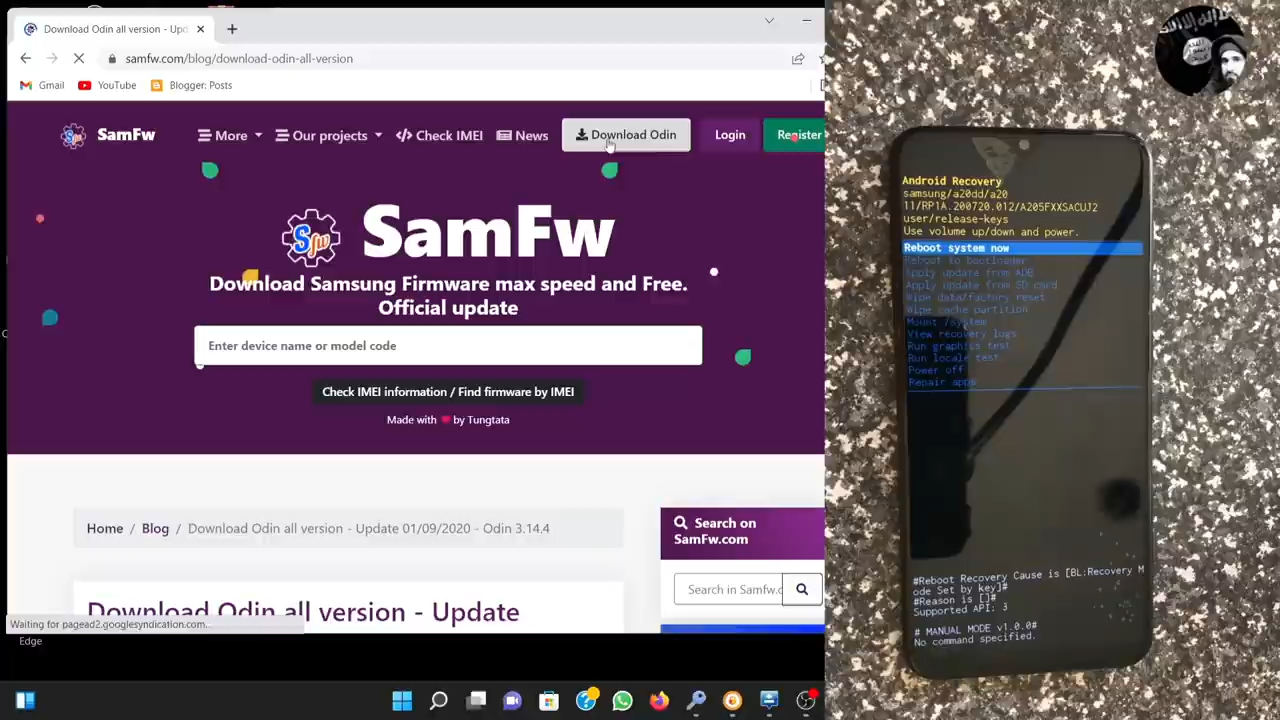 Download Odin all version - Upd
samfw.com/blog/download-odin-all-version
Gmail
YouTube
Blogger: Posts
SamFw
More
Our projects
Check IMEI
News
Download Odin
Login
Register
Sfw
SamFw
Download Samsung Firmware max speed and Free.
Official update
Enter device name or model code
Check IMEI information / Find firmware by IMEI
Made with ❤ by Tungtata
Home / Blog / Download Odin all version - Update 01/09/2020 - Odin 3.14.4
Search on
SamFw.com
Search in Samfw.c
Download Odin all version - Update
Waiting for pagead2.googlesyndication.com...
Edge
Android Recovery
samsung/a20dd/a20
11/RP1A.200720.012/A205FXXSACUJ2
user/release-keys
Use volume up/down and power.
Reboot system now
Reboot to bootloader
Apply update from ADB
Apply update from SD card
Wipe data/factory reset
Wipe cache partition
Mount /system
View recovery logs
Run graphics test
Run locale test
Power off
Repair apps
#Reboot Recovery Cause is [BL:Recovery M
ode Set by key]#
#Reason is []#
Supported API: 3
# MANUAL MODE v1.0.0#
No command specified.